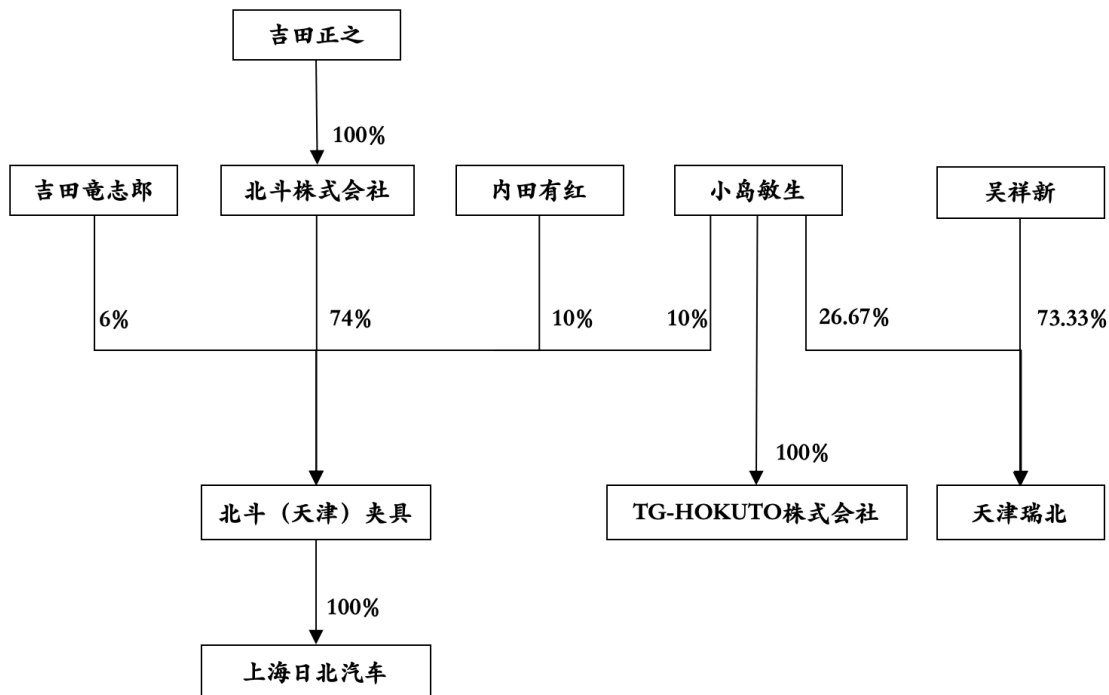 吉田正之
100%
吉田竜志郎
北斗株式会社
内田有红
小岛敏生
吴祥新
6%
74%
10%
10%
26.67%
73.33%
100%
北斗（天津）夹具
TG-HOKUTO株式会社
天津瑞北
100%
上海日北汽车